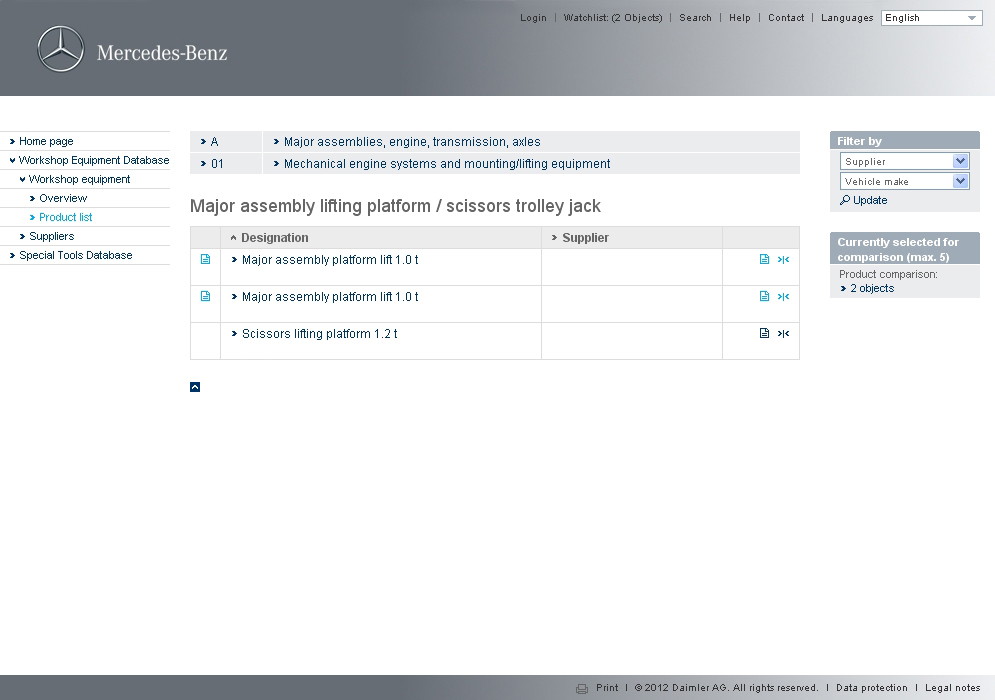 Login | Watchlist: (2 Objects) | Search | Help | Contact | Languages English
Mercedes-Benz
Home page
Workshop Equipment Database
Workshop equipment
Overview
Product list
Suppliers
Special Tools Database
A Major assemblies, engine, transmission, axles
01 Mechanical engine systems and mounting/lifting equipment
Major assembly lifting platform / scissors trolley jack
Designation Supplier
Major assembly platform lift 1.0 t
Major assembly platform lift 1.0 t
Scissors lifting platform 1.2 t
Filter by
Supplier
Vehicle make
Update
Currently selected for
comparison (max. 5)
Product comparison:
2 objects
Print | © 2012 Daimler AG. All rights reserved. | Data protection | Legal notes